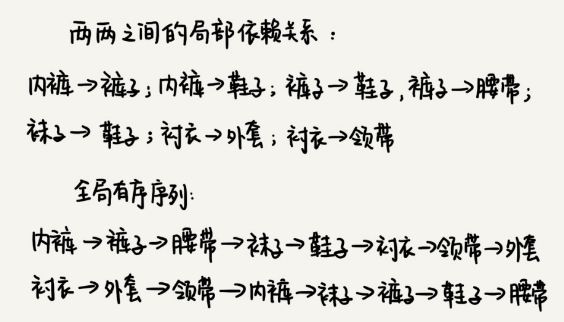 两两之间的局部依赖关系：
内裤→裤子；内裤→鞋子；裤子→鞋子，裤子→腰带；
袜子→鞋子；衬衣→外套；衬衣→领带
全局有序序列：
内裤→裤子→腰带→袜子→鞋子→衬衣→领带→外套
衬衣→外套→领带→内裤→袜子→裤子→鞋子→腰带